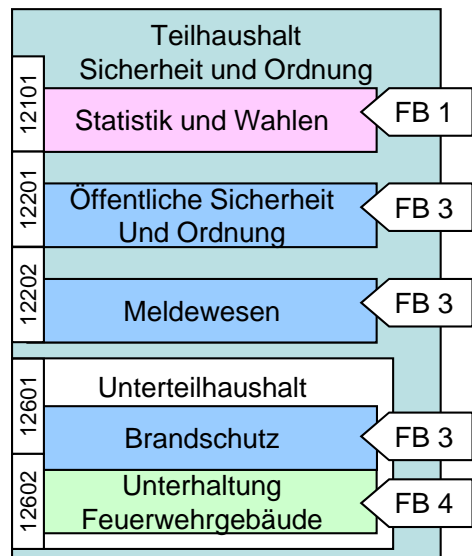 Teilhaushalt
Sicherheit und Ordnung
12101
Statistik und Wahlen
FB 1
12201
Öffentliche Sicherheit
Und Ordnung
FB 3
12202
Meldewesen
FB 3
Unterteilhaushalt
12601
Brandschutz
FB 3
12602
Unterhaltung
Feuerwehrgebäude
FB 4